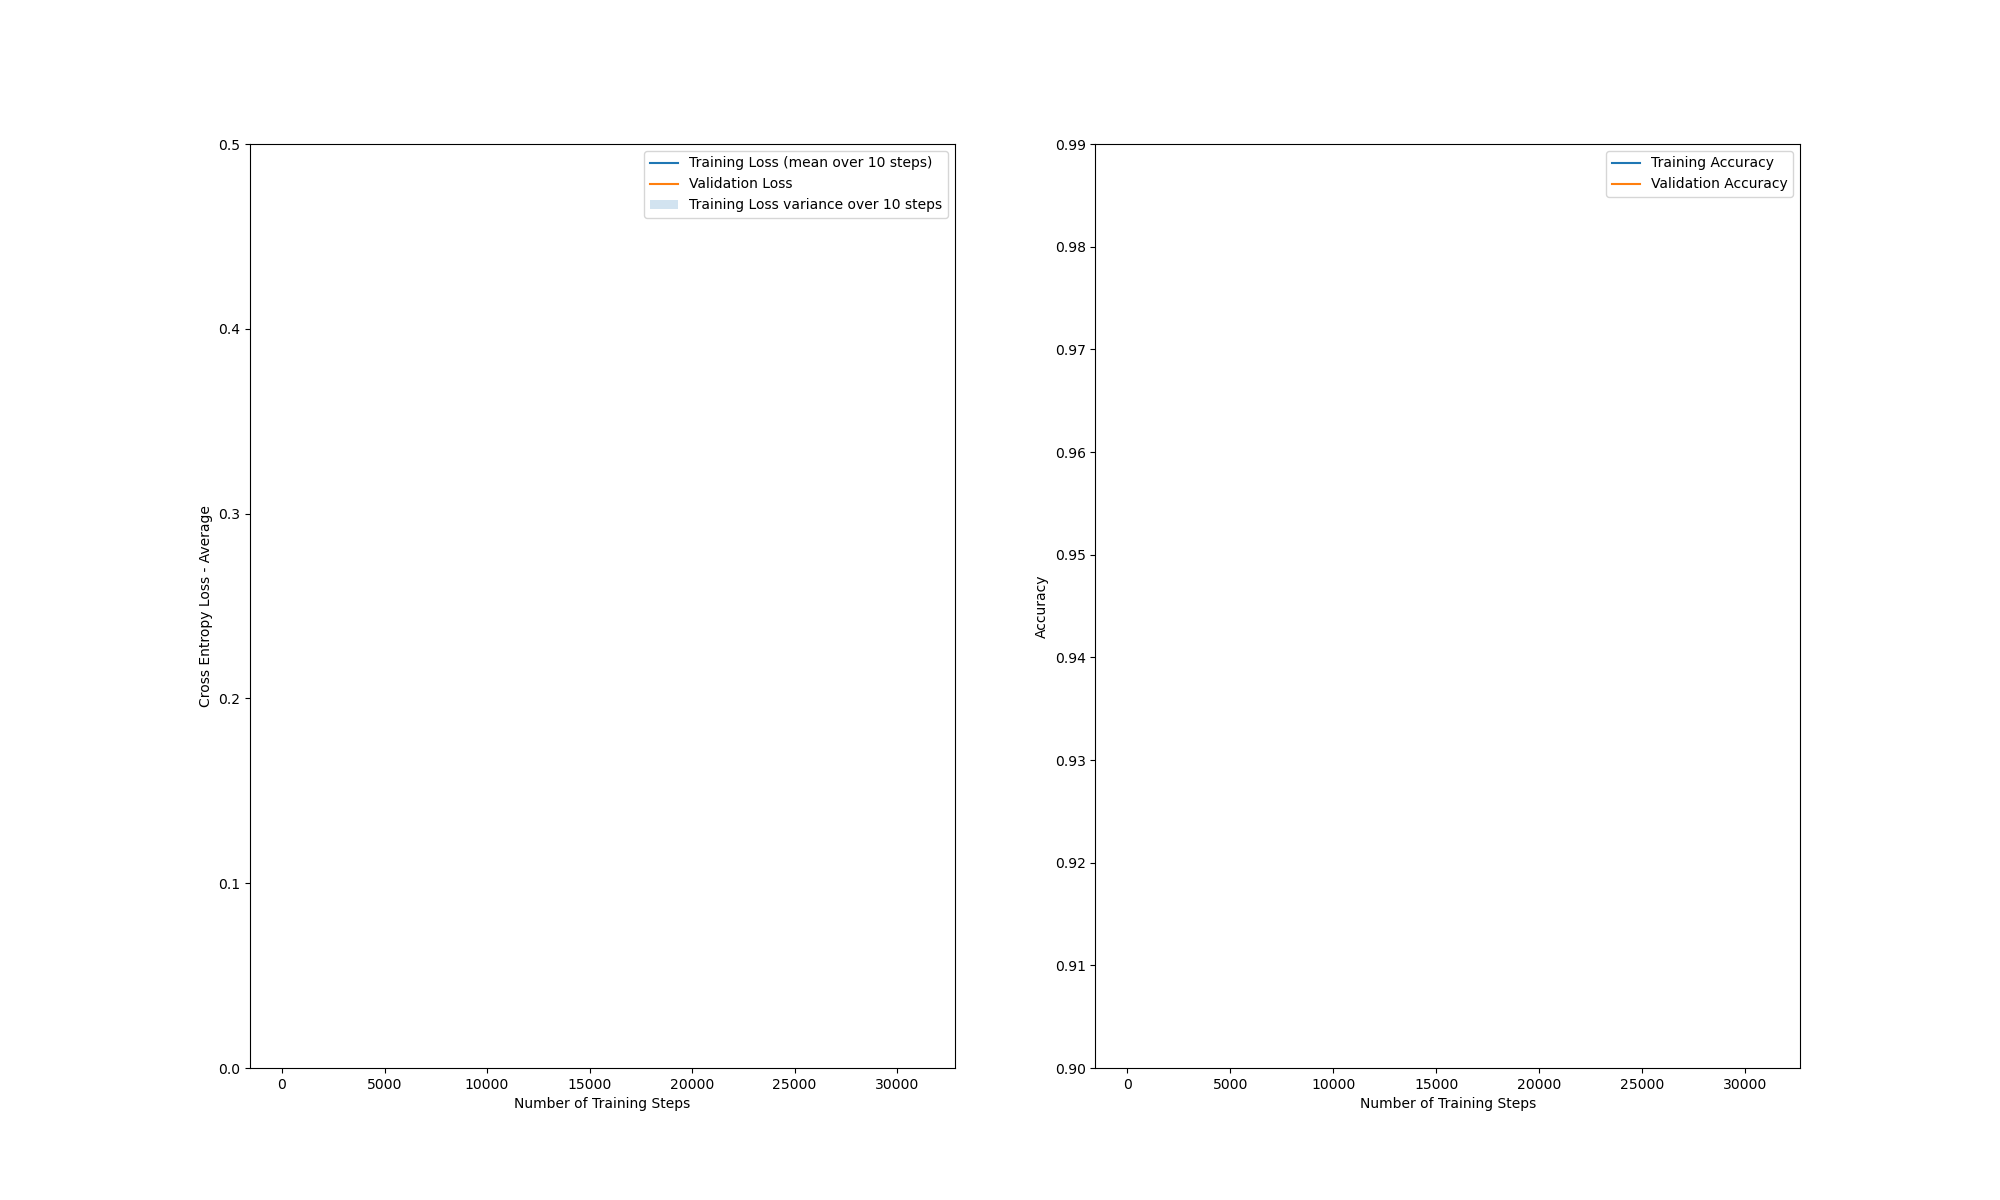 0.5
0.4
0.3
0.2
0.1
0.0
Cross Entropy Loss - Average
Training Loss (mean over 10 steps)
Validation Loss
Training Loss variance over 10 steps
0 5000 10000 15000 20000 25000 30000
Number of Training Steps
0.99
0.98
0.97
0.96
0.95
0.94
0.93
0.92
0.91
0.90
Accuracy
Training Accuracy
Validation Accuracy
0 5000 10000 15000 20000 25000 30000
Number of Training Steps